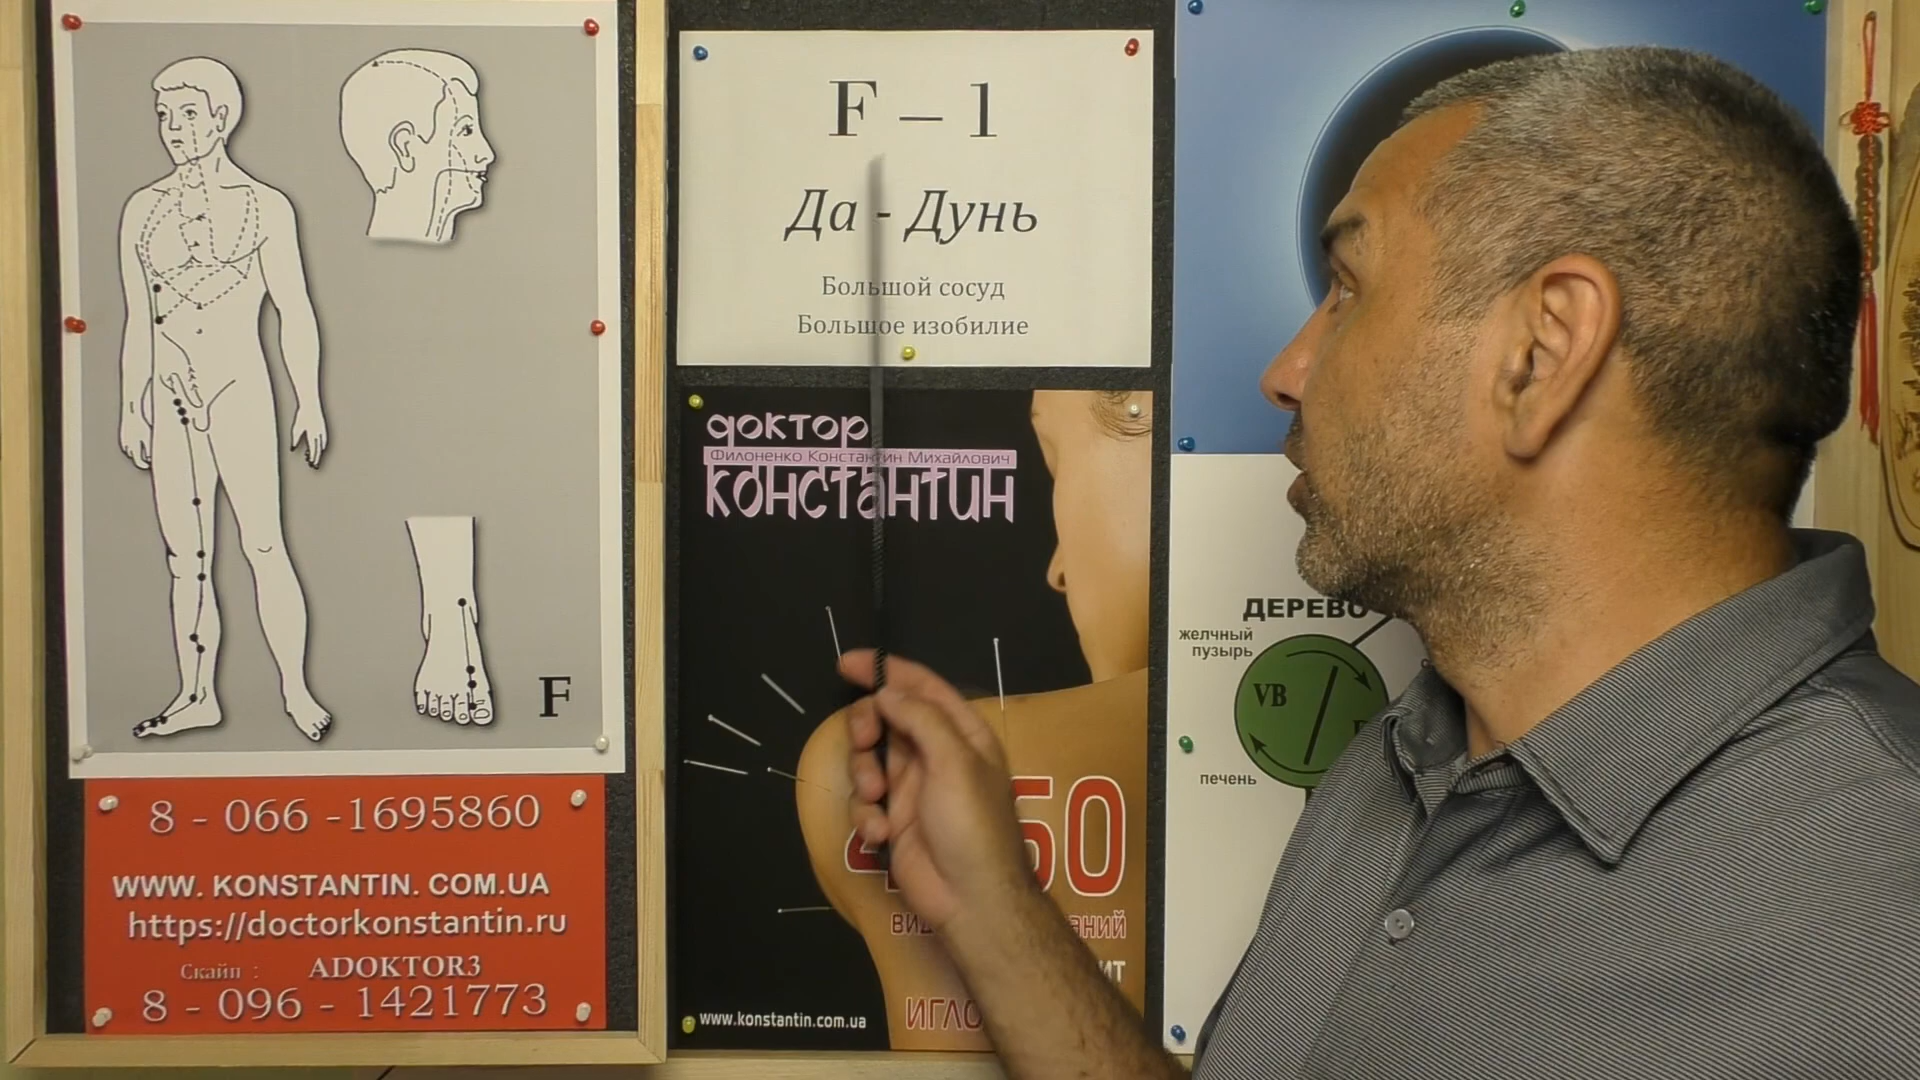 F
8 - 066 -1695860
WWW. KONSTANTIN. COM.UA
https://doctorkonstantin.ru
Скайп : ADOKTOR3
8 - 096 - 1421773
F – 1
Да - Дунь
Большой сосуд
Большое изобилие
доктор
Филоненко Константин Михайлович
константин
50
www.konstantin.com.ua
ДЕРЕВО
желчный
пузырь
VB
печень